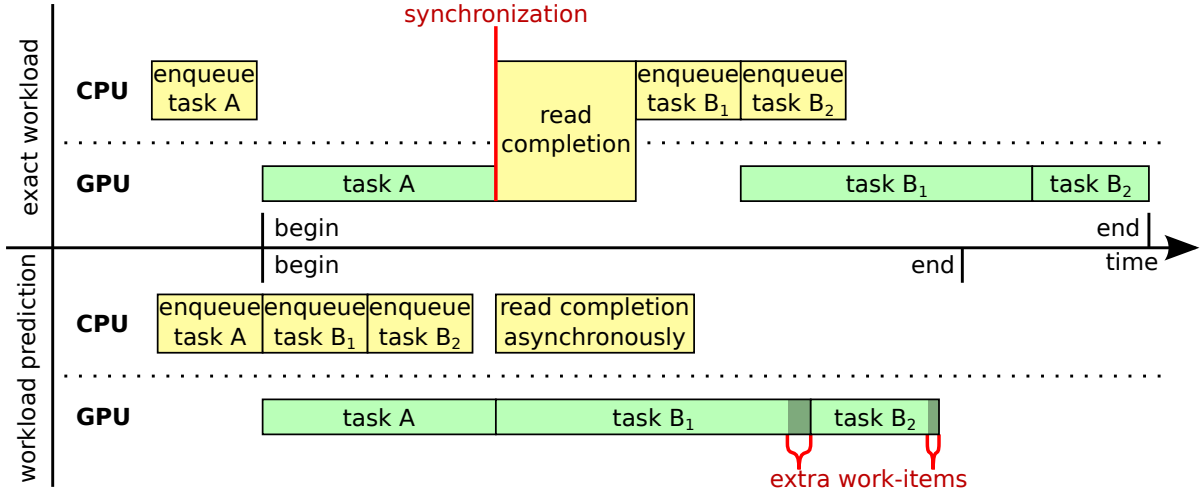 synchronization
exact workload
CPU
enqueue
task A
read
completion
enqueue
task B₁
enqueue
task B₂
GPU
task A
task B₁
task B₂
begin
end
time
begin
end
workload prediction
CPU
enqueue
task A
enqueue
task B₁
enqueue
task B₂
read completion
asynchronously
GPU
task A
task B₁
task B₂
extra work-items